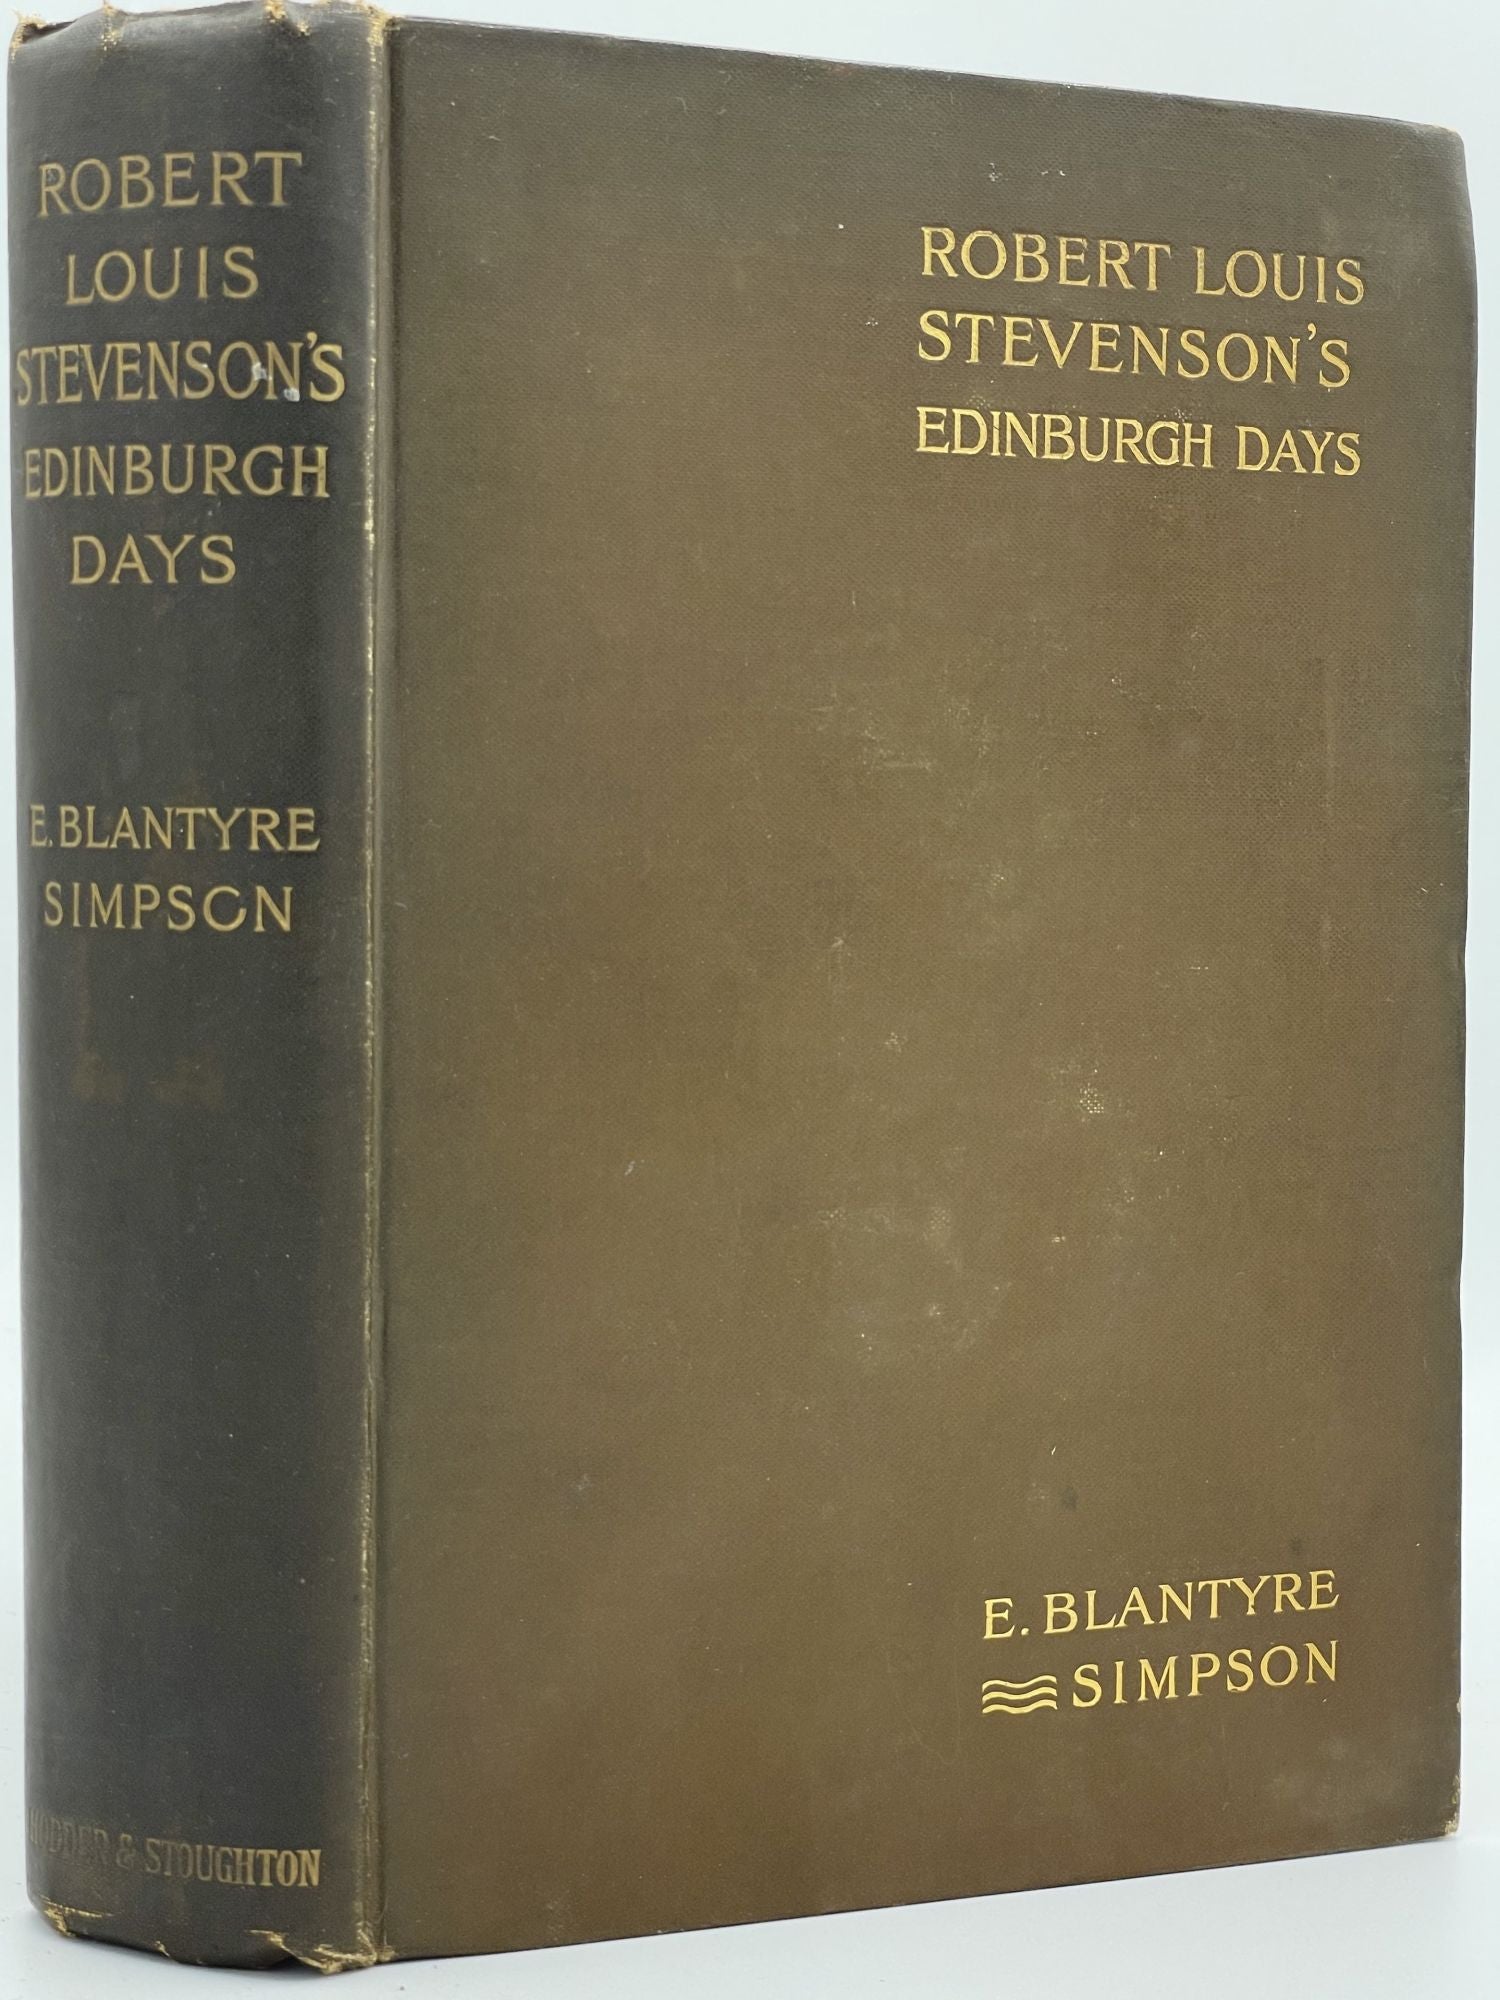 ROBERT
LOUIS
STEVENSON'S
EDINBURGH
DAYS
E. BLANTYRE
SIMPSON
HODDER & STOUGHTON
ROBERT LOUIS
STEVENSON'S
EDINBURGH DAYS
E. BLANTYRE
SIMPSON